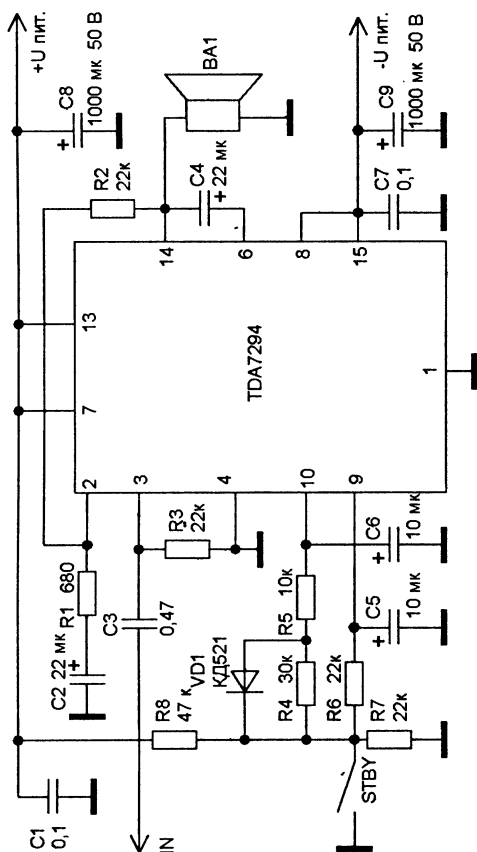 +U пит.
C8
1000 мк 50 В
BA1
-U пит.
C9
1000 мк 50 В
R2
22к
C4
22 мк
C7
0,1
14
6
8
15
13
7
TDA7294
1
2
3
4
10
9
R1 680
C2 22 мк
C3
0,47
R3
22к
VD1
КД521
R5 10к
R4 30к
R6 22к
R7
22к
R8
47 к
C6
10 мк
C5
10 мк
C1
0,1
IN
STBY